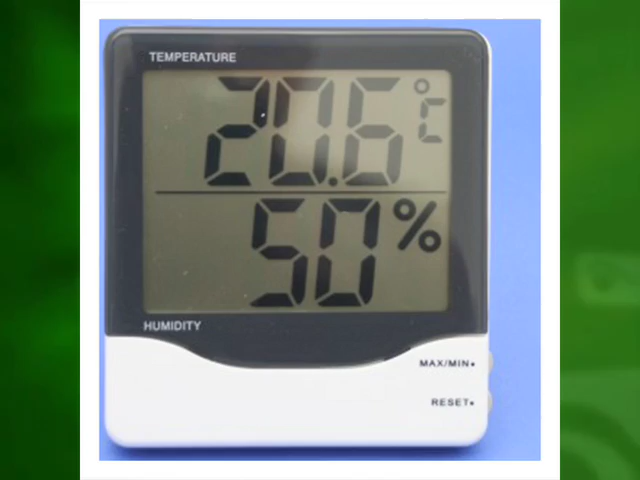 TEMPERATURE
20.6°C
50%
HUMIDITY
MAX/MIN
RESET